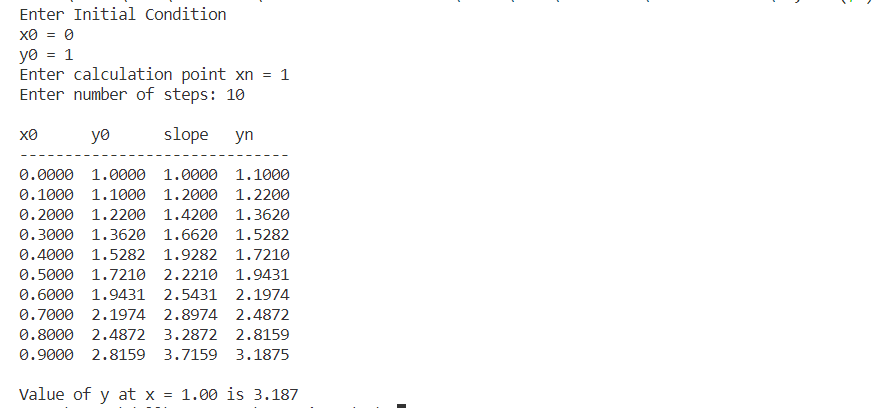 Enter Initial Condition
x0 = 0
y0 = 1
Enter calculation point xn = 1
Enter number of steps: 10
x0 y0 slope yn
------------------------------
0.0000 1.0000 1.0000 1.1000
0.1000 1.1000 1.2000 1.2200
0.2000 1.2200 1.4200 1.3620
0.3000 1.3620 1.6620 1.5282
0.4000 1.5282 1.9282 1.7210
0.5000 1.7210 2.2210 1.9431
0.6000 1.9431 2.5431 2.1974
0.7000 2.1974 2.8974 2.4872
0.8000 2.4872 3.2872 2.8159
0.9000 2.8159 3.7159 3.1875
Value of y at x = 1.00 is 3.187